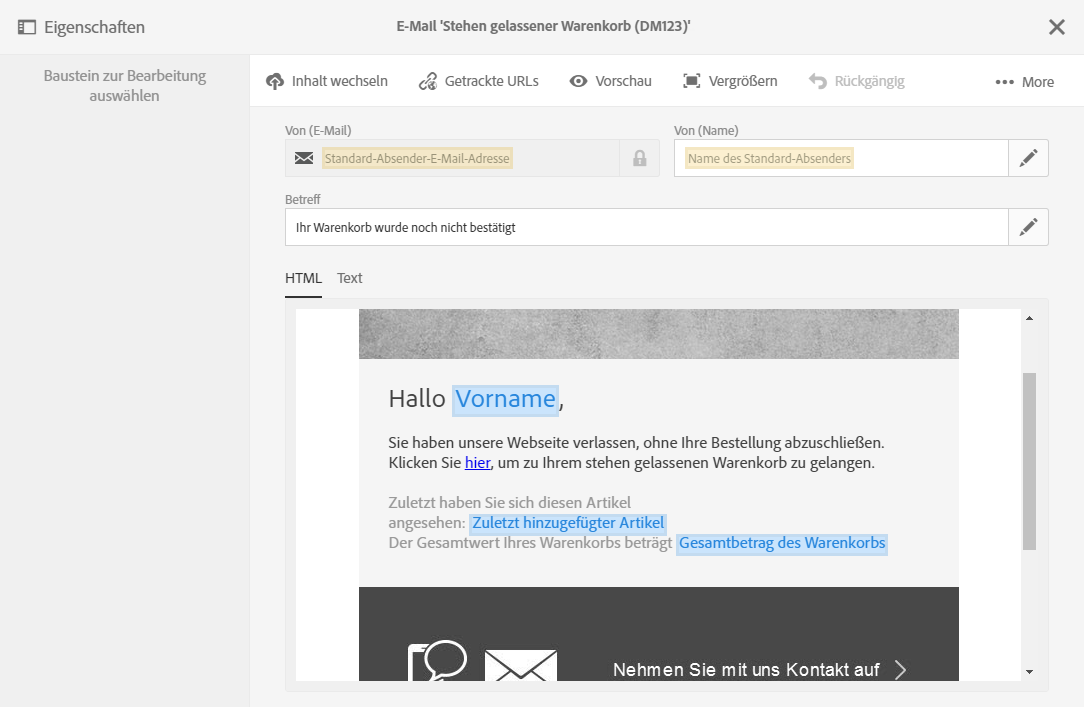 Eigenschaften
E-Mail 'Stehen gelassener Warenkorb (DM123)'
Baustein zur Bearbeitung
auswählen
Inhalt wechseln
Getrackte URLs
Vorschau
Vergrößern
Rückgängig
More
Von (E-Mail)
Von (Name)
Standard-Absender-E-Mail-Adresse
Name des Standard-Absenders
Betreff
Ihr Warenkorb wurde noch nicht bestätigt
HTML
Text
Hallo Vorname,
Sie haben unsere Webseite verlassen, ohne Ihre Bestellung abzuschließen.
Klicken Sie hier, um zu Ihrem stehen gelassenen Warenkorb zu gelangen.
Zuletzt haben Sie sich diesen Artikel
angesehen: Zuletzt hinzugefügter Artikel
Der Gesamtwert Ihres Warenkorbs beträgt Gesamtbetrag des Warenkorbs
Nehmen Sie mit uns Kontakt auf